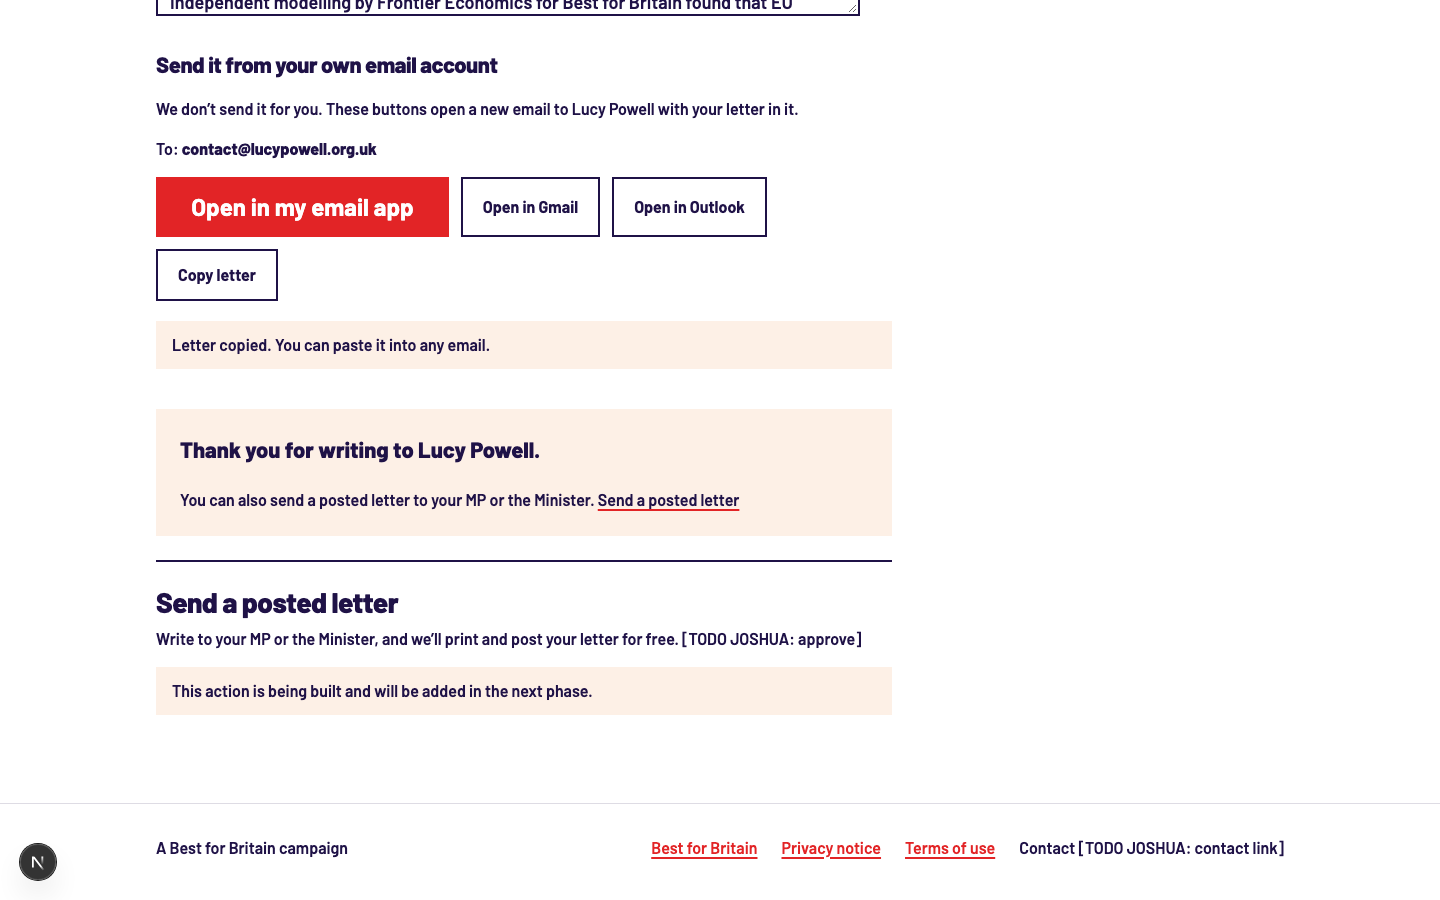 Independent modelling by Frontier Economics for Best for Britain found that EU
Send it from your own email account
We don’t send it for you. These buttons open a new email to Lucy Powell with your letter in it.
To: contact@lucypowell.org.uk
Open in my email app
Open in Gmail
Open in Outlook
Copy letter
Letter copied. You can paste it into any email.
Thank you for writing to Lucy Powell.
You can also send a posted letter to your MP or the Minister. Send a posted letter
Send a posted letter
Write to your MP or the Minister, and we’ll print and post your letter for free. [TODO JOSHUA: approve]
This action is being built and will be added in the next phase.
A Best for Britain campaign
Best for Britain
Privacy notice
Terms of use
Contact [TODO JOSHUA: contact link]
N